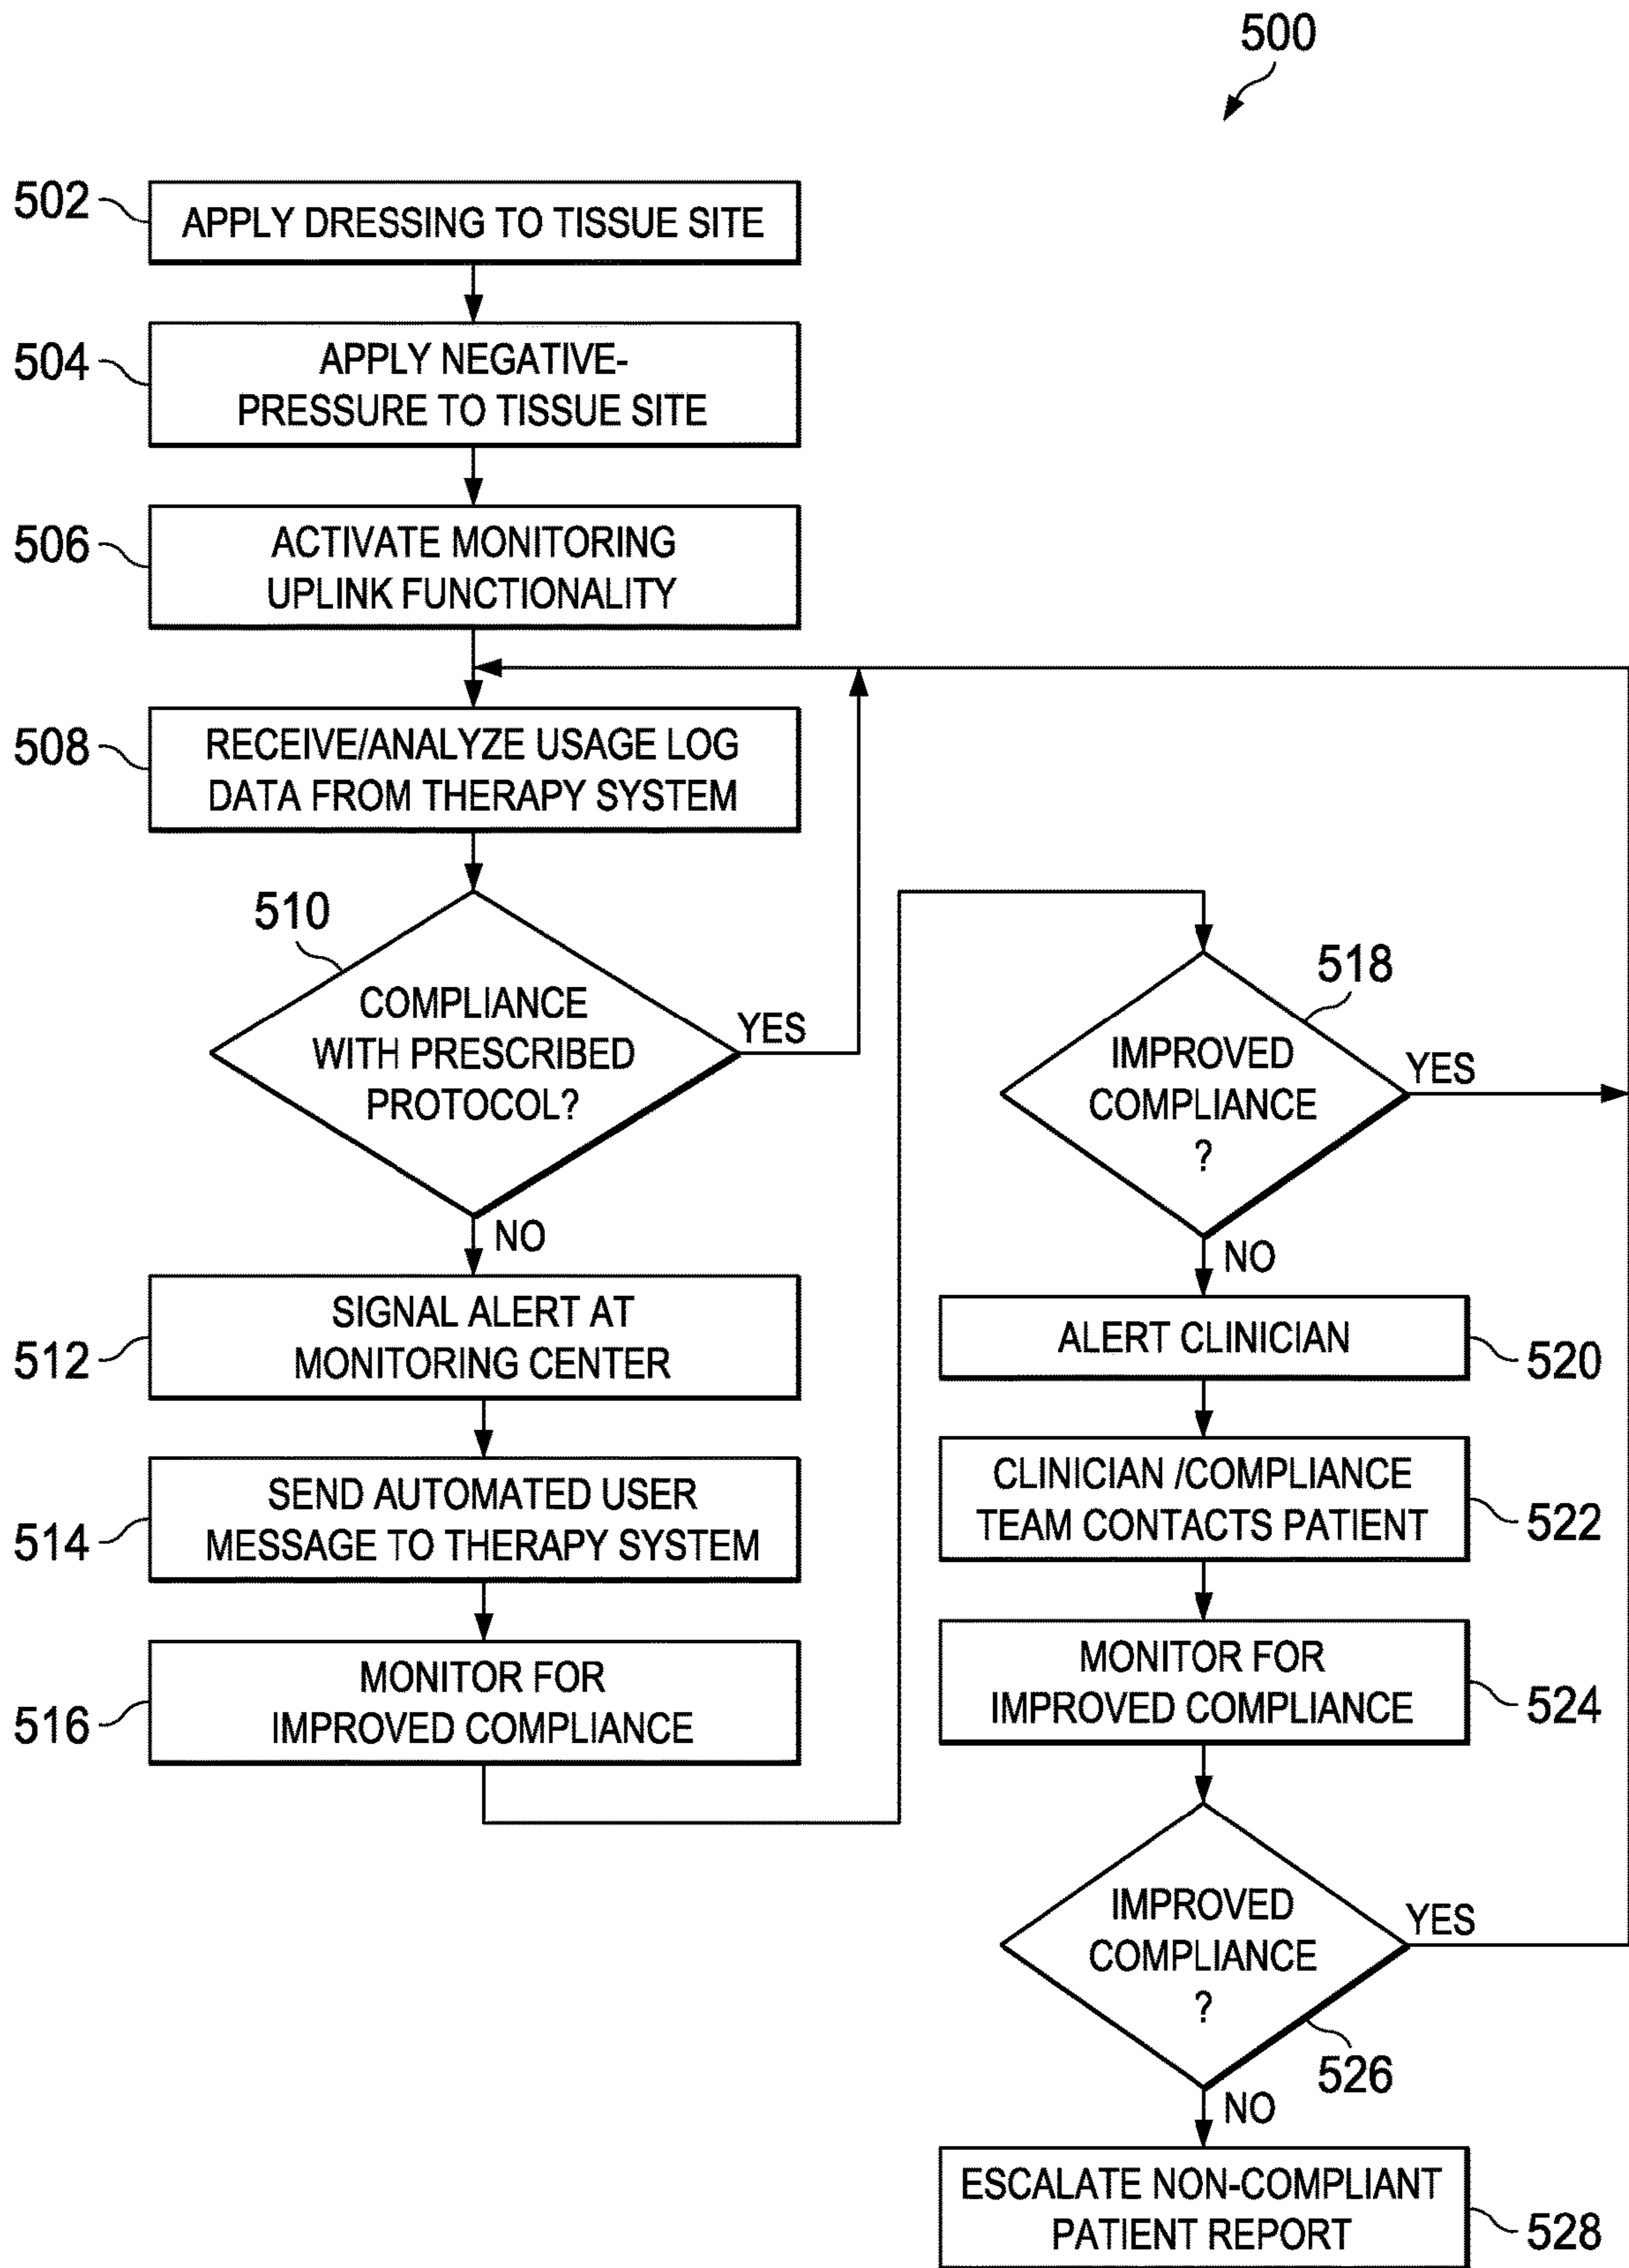 500
502
APPLY DRESSING TO TISSUE SITE
504
APPLY NEGATIVE-
PRESSURE TO TISSUE SITE
506
ACTIVATE MONITORING
UPLINK FUNCTIONALITY
508
RECEIVE/ANALYZE USAGE LOG
DATA FROM THERAPY SYSTEM
510
COMPLIANCE
WITH PRESCRIBED
PROTOCOL?
YES
NO
512
SIGNAL ALERT AT
MONITORING CENTER
514
SEND AUTOMATED USER
MESSAGE TO THERAPY SYSTEM
516
MONITOR FOR
IMPROVED COMPLIANCE
518
IMPROVED
COMPLIANCE
?
YES
NO
ALERT CLINICIAN
520
CLINICIAN /COMPLIANCE
TEAM CONTACTS PATIENT
522
MONITOR FOR
IMPROVED COMPLIANCE
524
IMPROVED
COMPLIANCE
?
YES
526
NO
ESCALATE NON-COMPLIANT
PATIENT REPORT
528